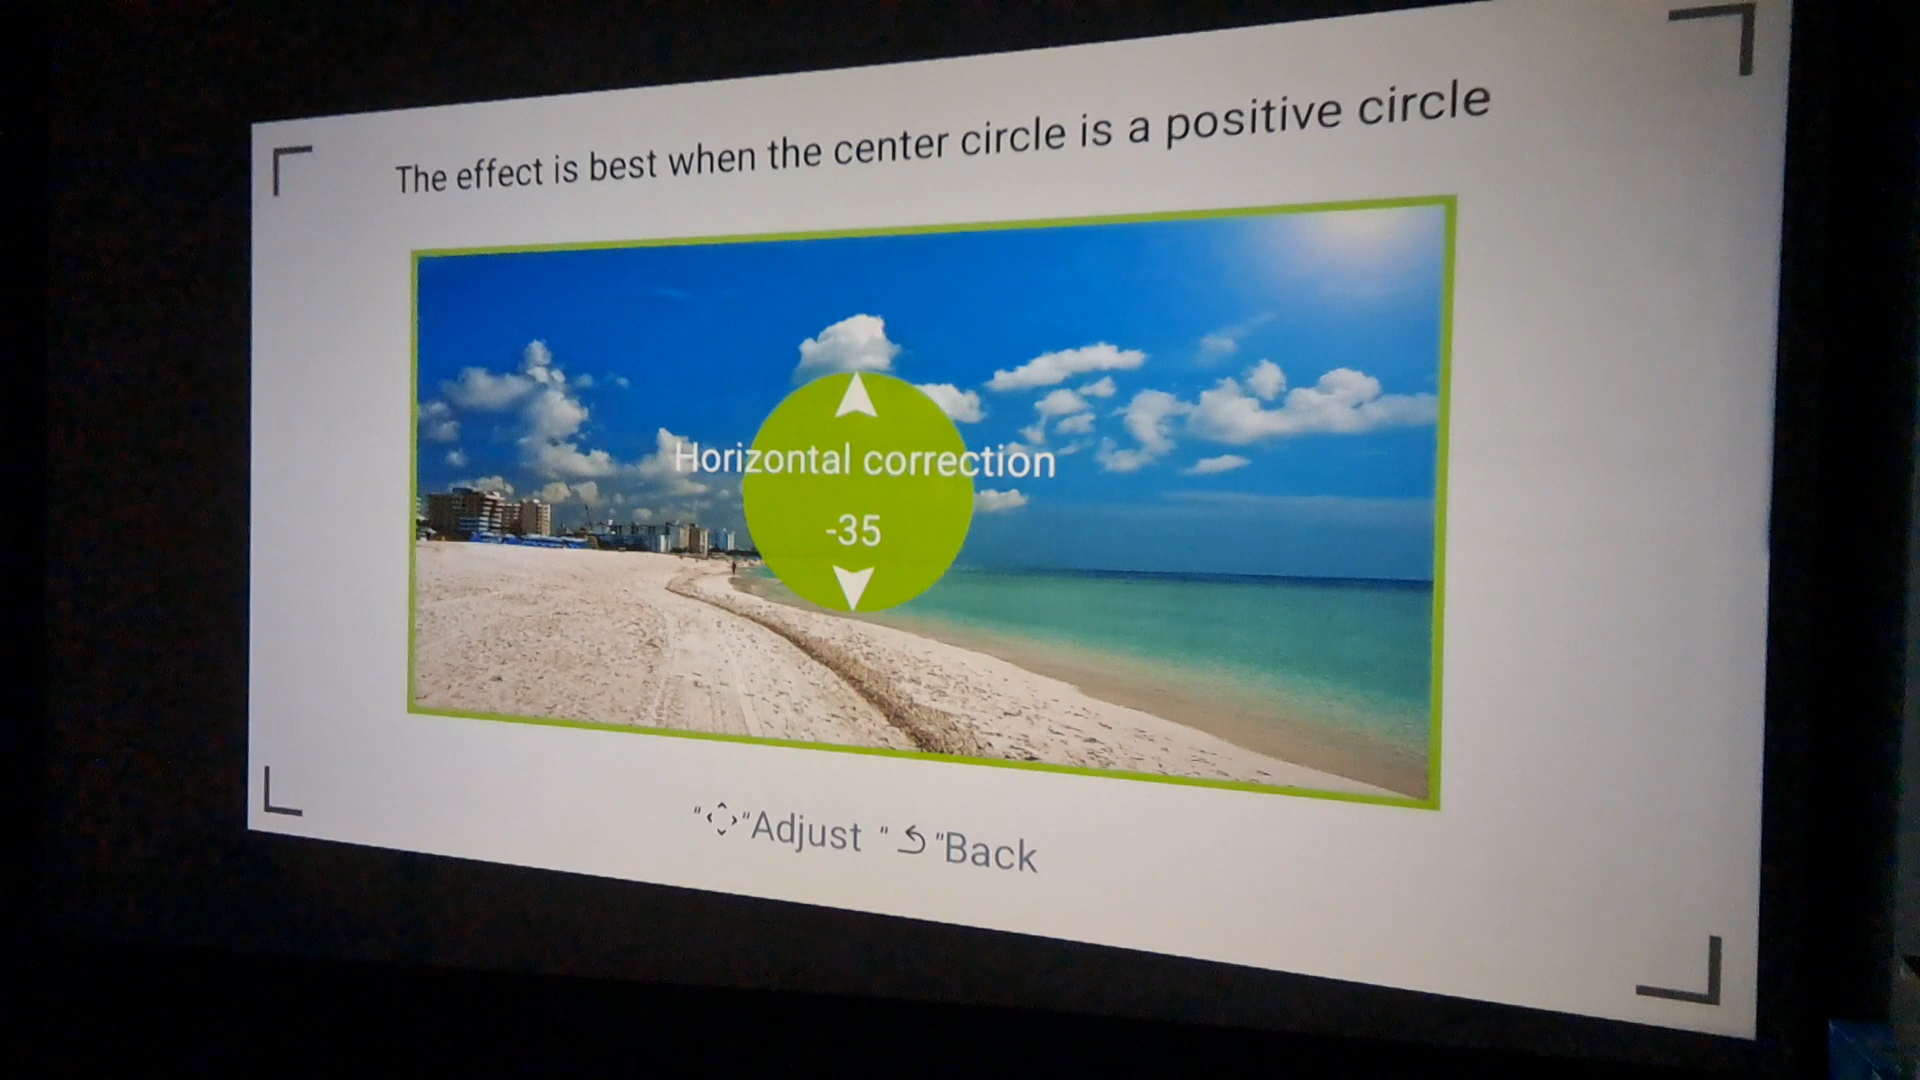 The effect is best when the center circle is a positive circle
Horizontal correction
-35
""Adjust ""Back